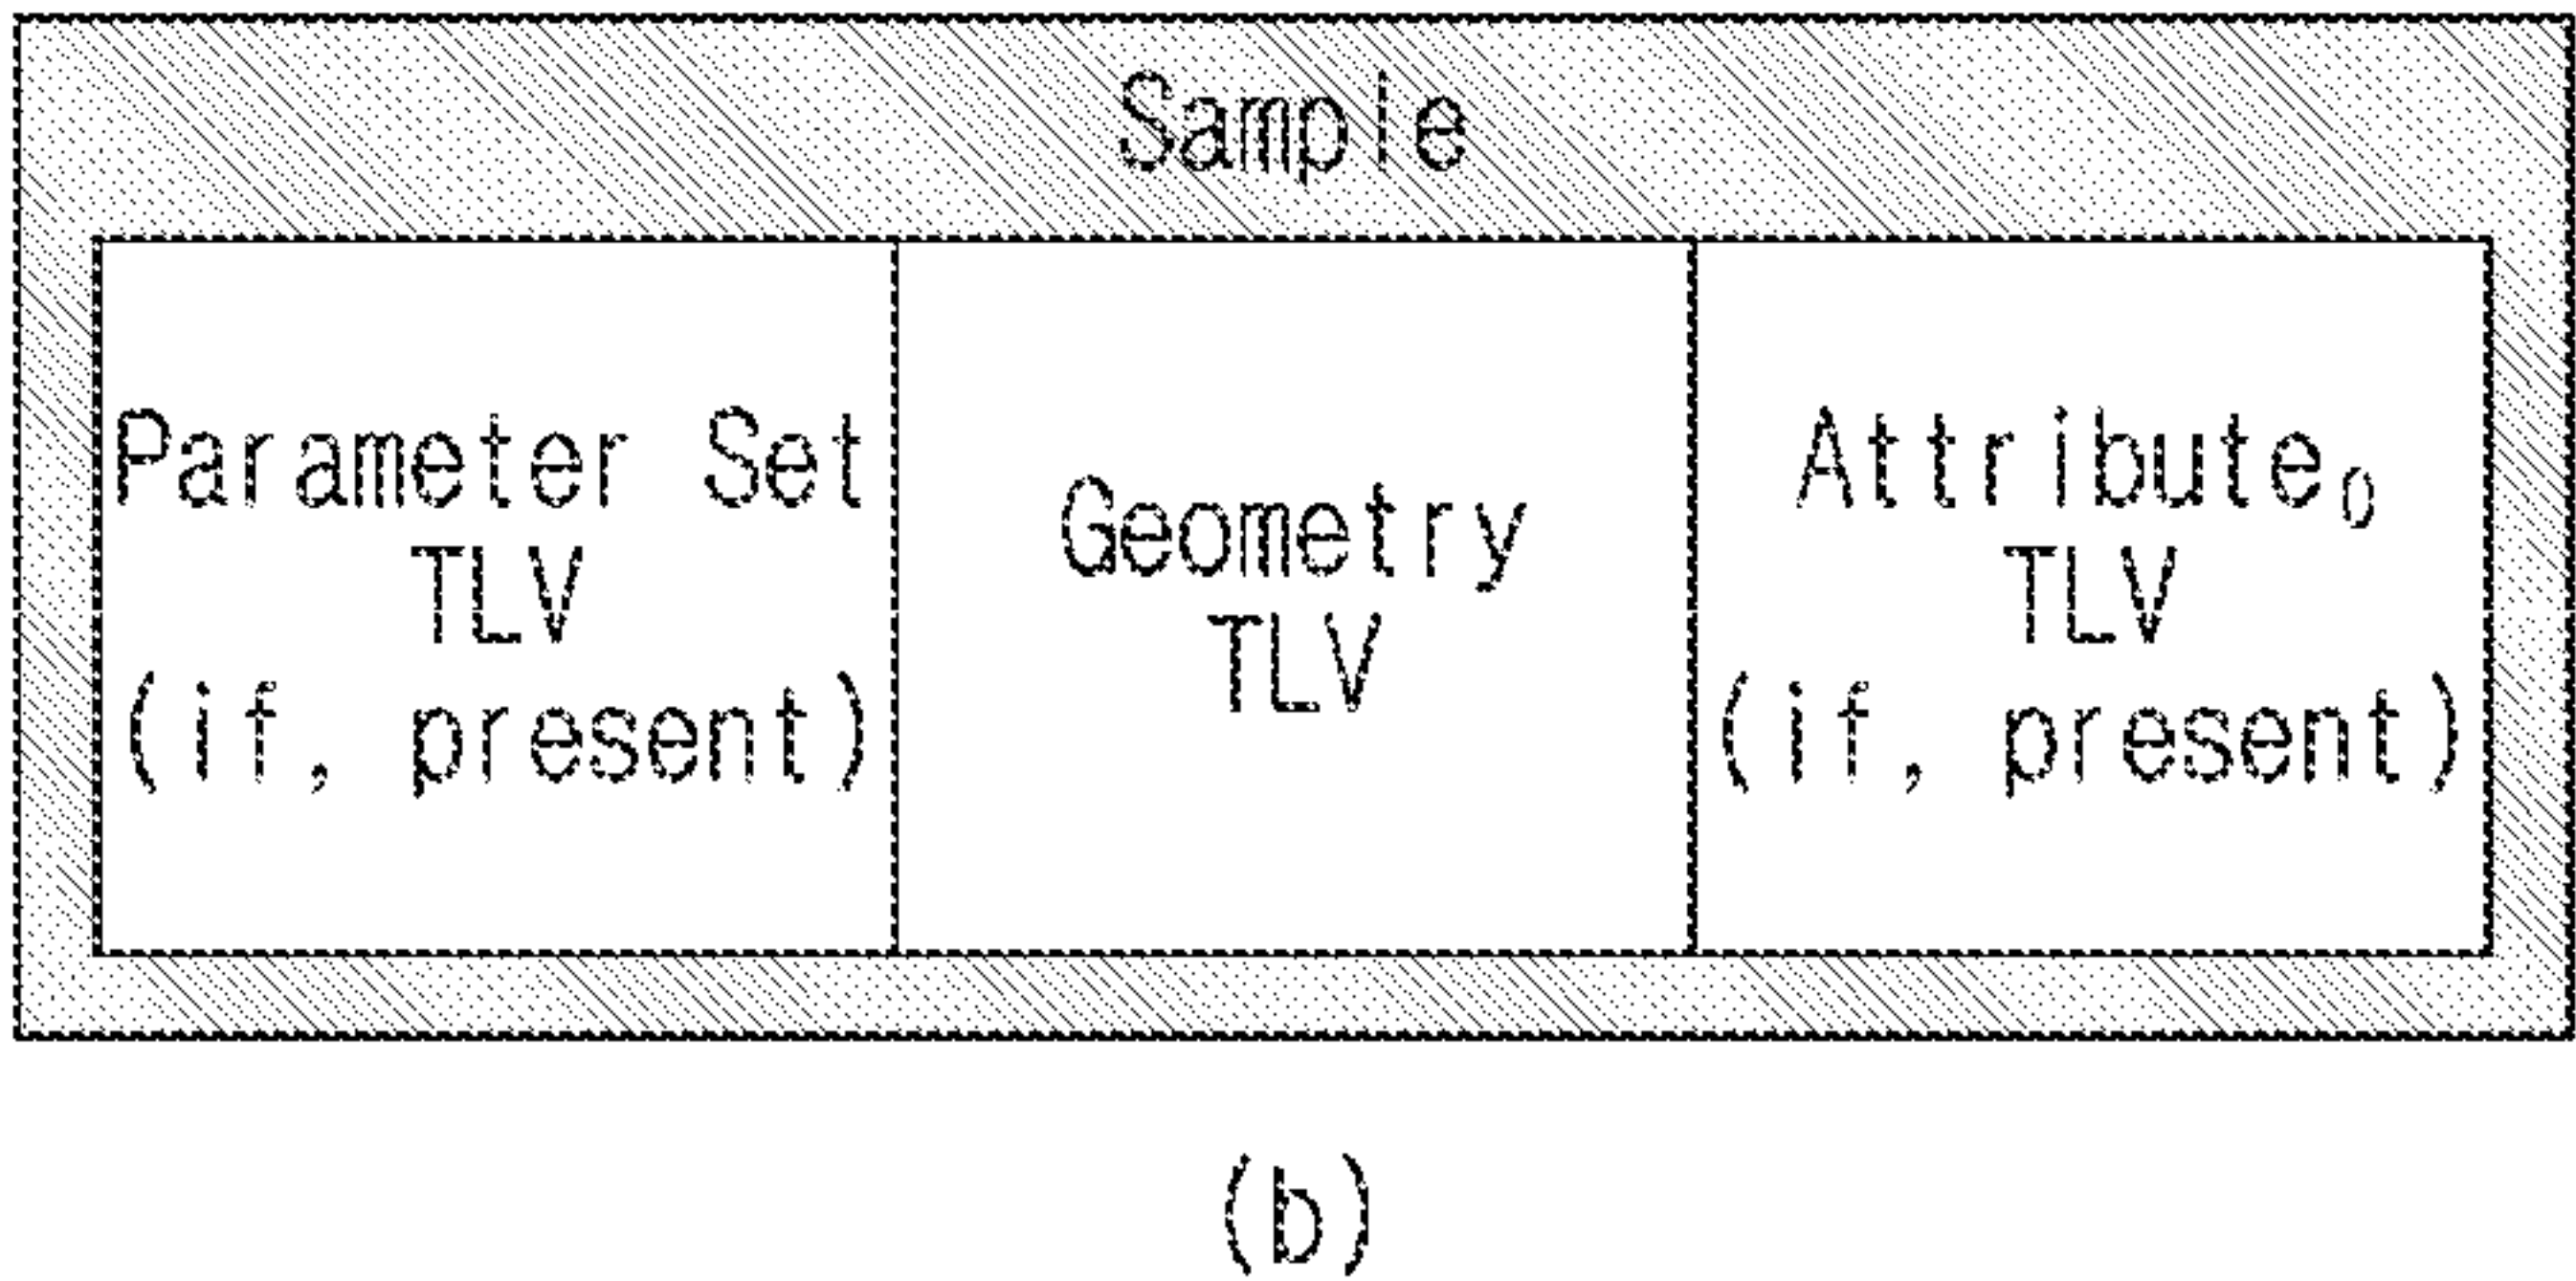 Sample
Parameter Set
TLV
(if, present)
Geometry
TLV
Attribute₀
TLV
(if, present)
(b)